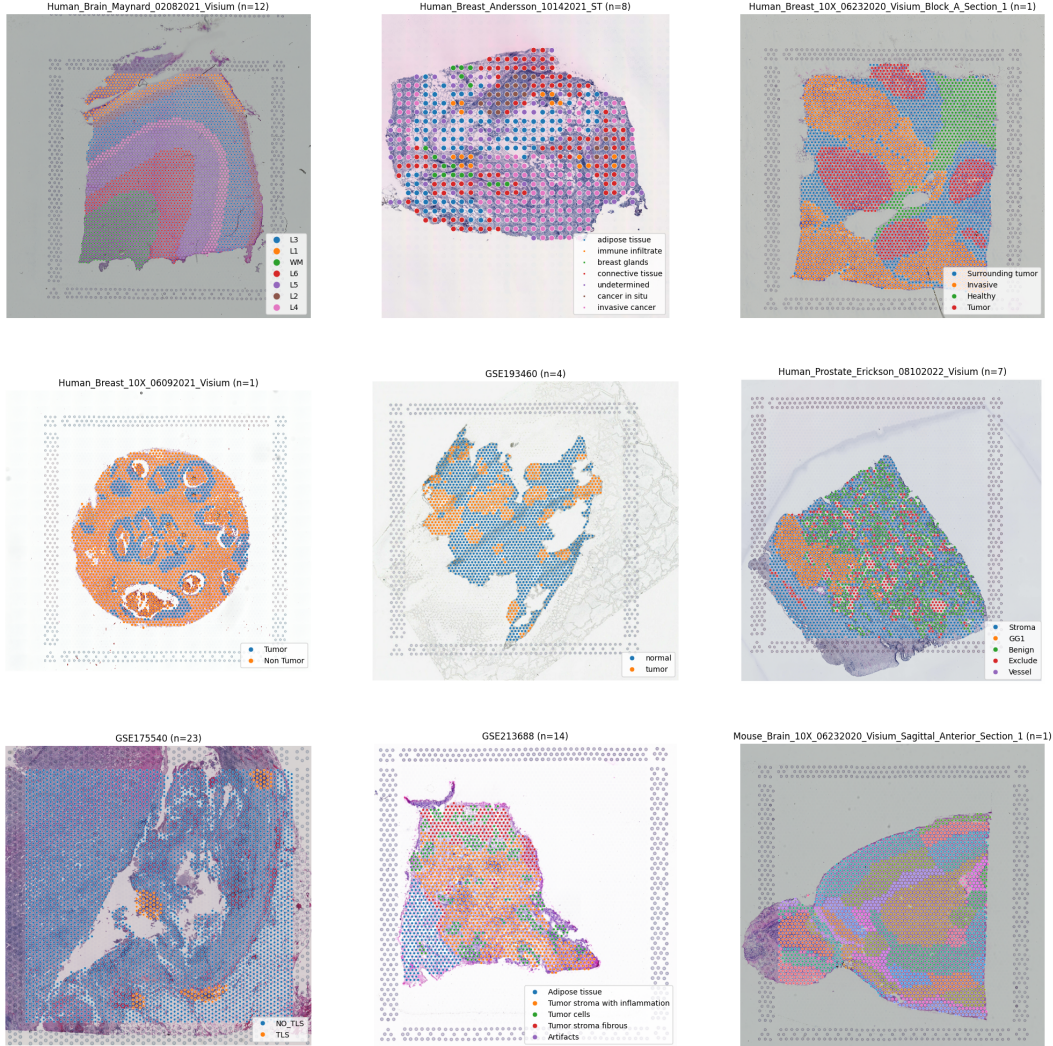 Human_Brain_Maynard_02082021_Visium (n=12)
L3
L1
WM
L6
L5
L2
L4
Human_Breast_Andersson_10142021_ST (n=8)
adipose tissue
immune infiltrate
breast glands
connective tissue
undetermined
cancer in situ
invasive cancer
Human_Breast_10X_06232020_Visium_Block_A_Section_1 (n=1)
Surrounding tumor
Invasive
Healthy
Tumor
Human_Breast_10X_06092021_Visium (n=1)
Tumor
Non Tumor
GSE193460 (n=4)
normal
tumor
Human_Prostate_Erickson_08102022_Visium (n=7)
Stroma
GG1
Benign
Exclude
Vessel
GSE175540 (n=23)
NO_TLS
TLS
GSE213688 (n=14)
Adipose tissue
Tumor stroma with inflammation
Tumor cells
Tumor stroma fibrous
Artifacts
Mouse_Brain_10X_06232020_Visium_Sagittal_Anterior_Section_1 (n=1)